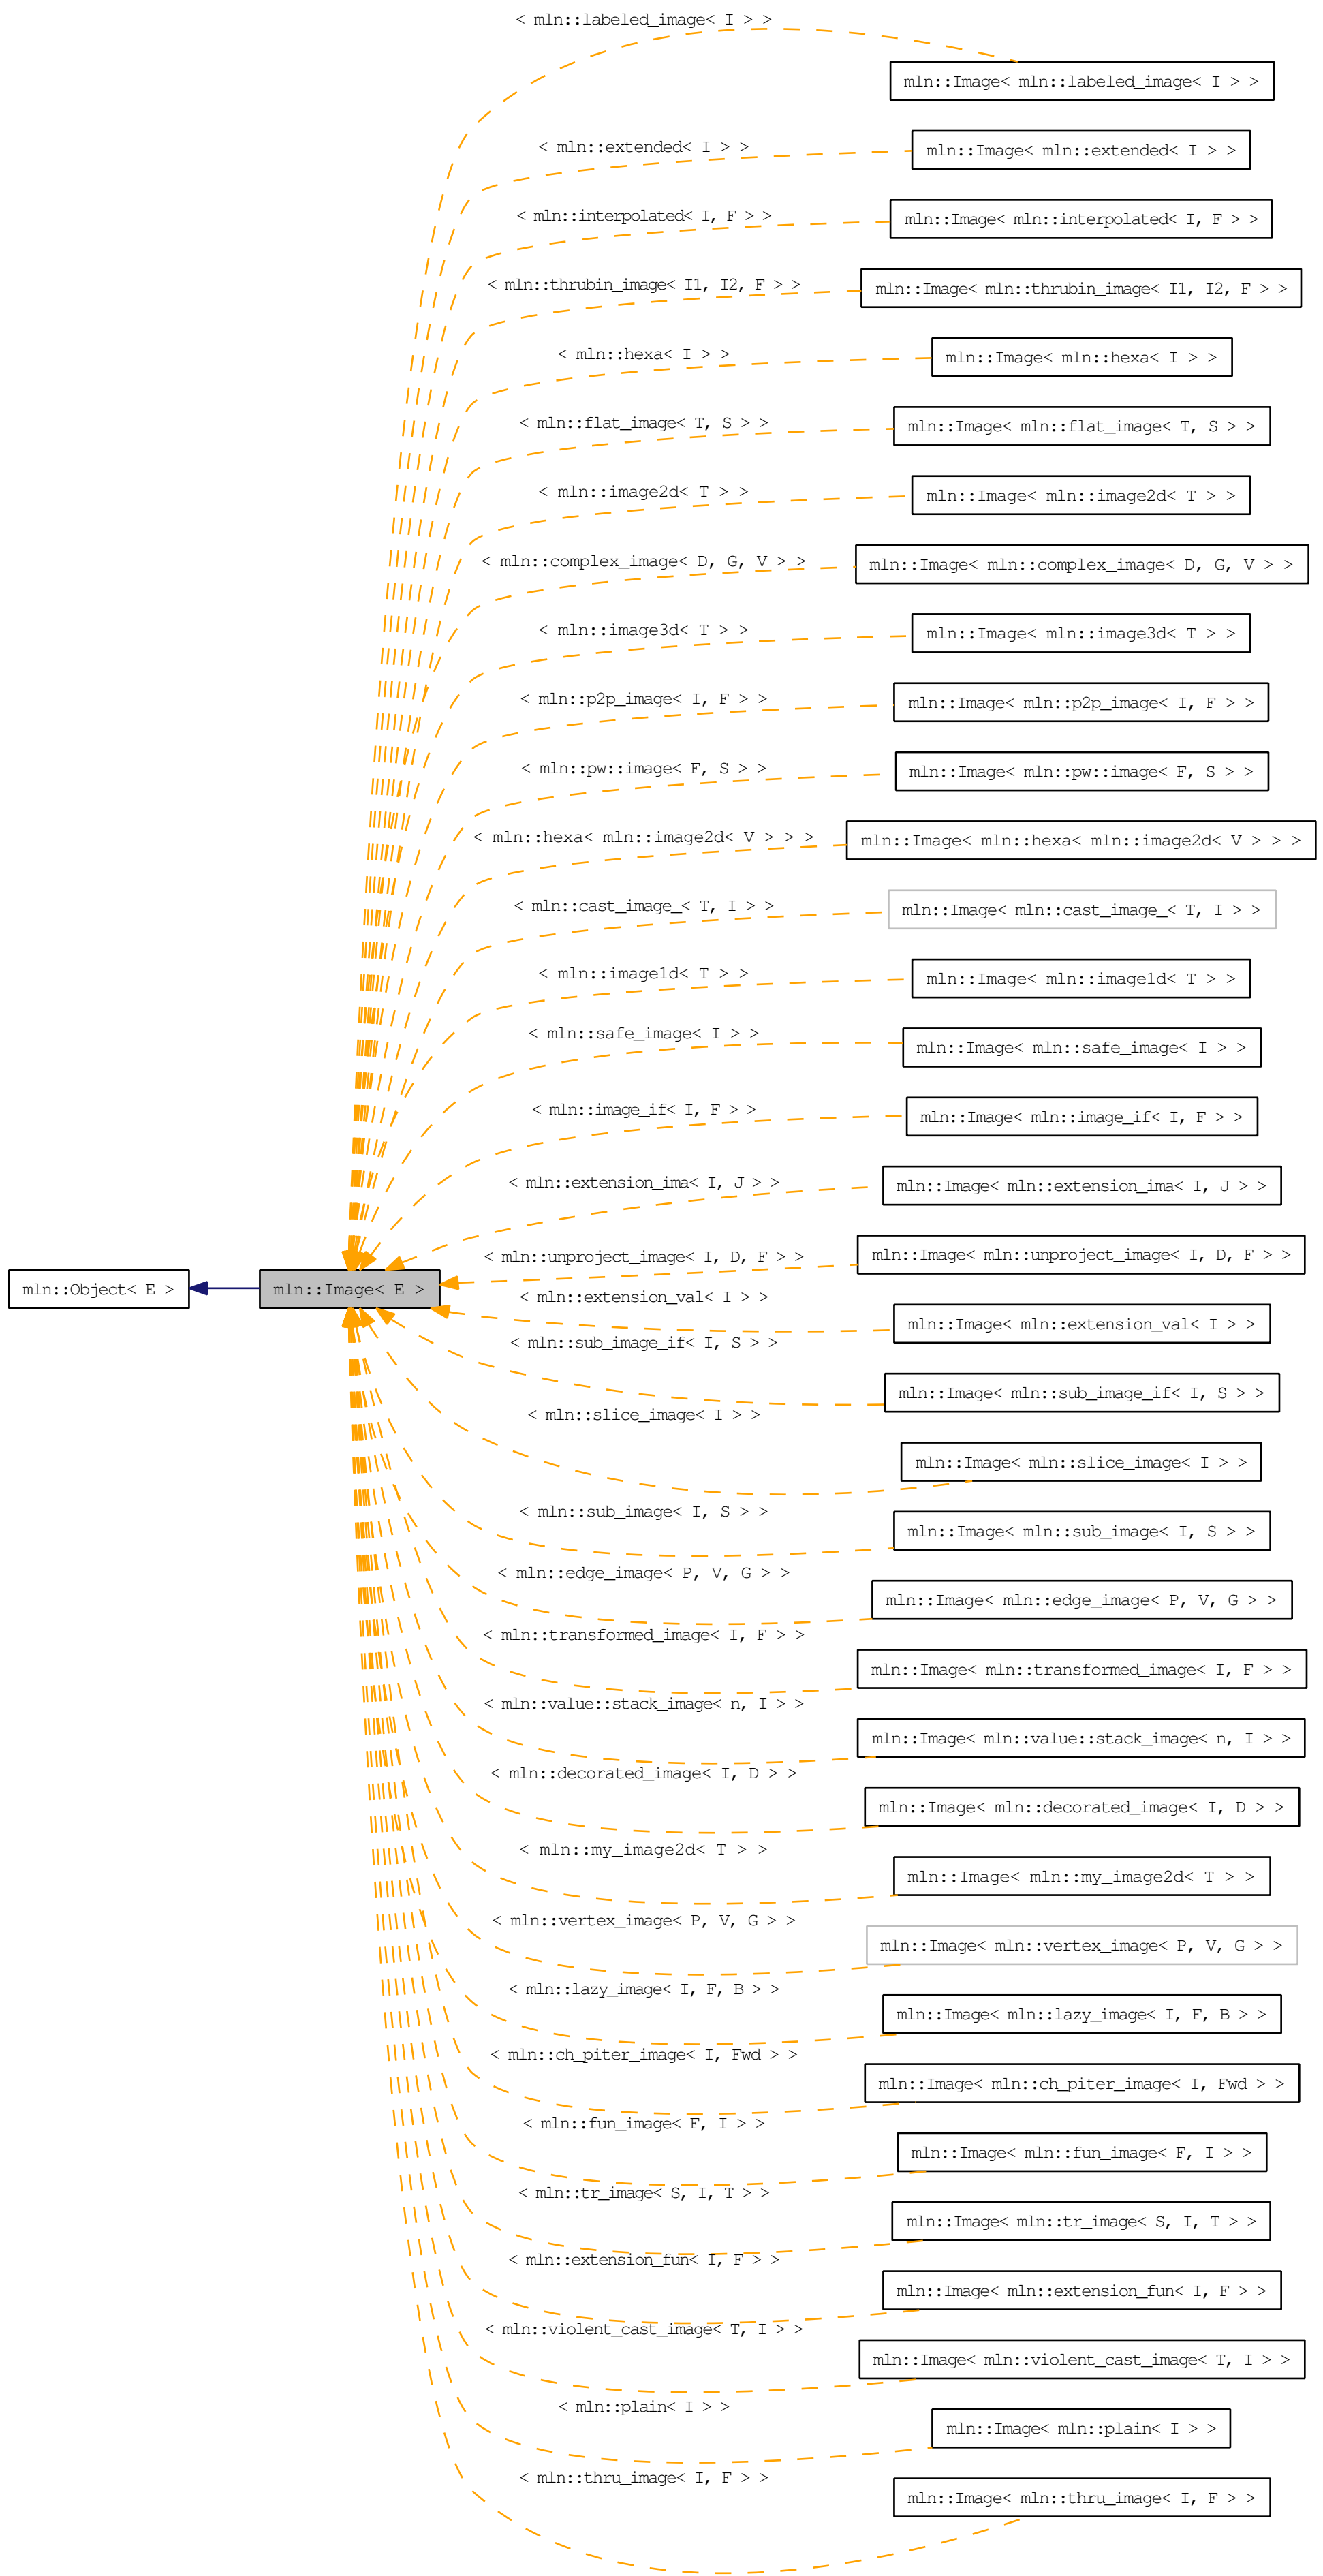 < mln::labeled_image< I > >
mln::Image< mln::labeled_image< I > >
< mln::extended< I > >
mln::Image< mln::extended< I > >
< mln::interpolated< I, F > >
mln::Image< mln::interpolated< I, F > >
< mln::thrubin_image< I1, I2, F > >
mln::Image< mln::thrubin_image< I1, I2, F > >
< mln::hexa< I > >
mln::Image< mln::hexa< I > >
< mln::flat_image< T, S > >
mln::Image< mln::flat_image< T, S > >
< mln::image2d< T > >
mln::Image< mln::image2d< T > >
< mln::complex_image< D, G, V > >
mln::Image< mln::complex_image< D, G, V > >
< mln::image3d< T > >
mln::Image< mln::image3d< T > >
< mln::p2p_image< I, F > >
mln::Image< mln::p2p_image< I, F > >
< mln::pw::image< F, S > >
mln::Image< mln::pw::image< F, S > >
< mln::hexa< mln::image2d< V > > >
mln::Image< mln::hexa< mln::image2d< V > > >
< mln::cast_image_< T, I > >
mln::Image< mln::cast_image_< T, I > >
< mln::image1d< T > >
mln::Image< mln::image1d< T > >
< mln::safe_image< I > >
mln::Image< mln::safe_image< I > >
< mln::image_if< I, F > >
mln::Image< mln::image_if< I, F > >
< mln::extension_ima< I, J > >
mln::Image< mln::extension_ima< I, J > >
< mln::unproject_image< I, D, F > >
mln::Image< mln::unproject_image< I, D, F > >
mln::Object< E >
mln::Image< E >
< mln::extension_val< I > >
mln::Image< mln::extension_val< I > >
< mln::sub_image_if< I, S > >
mln::Image< mln::sub_image_if< I, S > >
< mln::slice_image< I > >
mln::Image< mln::slice_image< I > >
< mln::sub_image< I, S > >
mln::Image< mln::sub_image< I, S > >
< mln::edge_image< P, V, G > >
mln::Image< mln::edge_image< P, V, G > >
< mln::transformed_image< I, F > >
mln::Image< mln::transformed_image< I, F > >
< mln::value::stack_image< n, I > >
mln::Image< mln::value::stack_image< n, I > >
< mln::decorated_image< I, D > >
mln::Image< mln::decorated_image< I, D > >
< mln::my_image2d< T > >
mln::Image< mln::my_image2d< T > >
< mln::vertex_image< P, V, G > >
mln::Image< mln::vertex_image< P, V, G > >
< mln::lazy_image< I, F, B > >
mln::Image< mln::lazy_image< I, F, B > >
< mln::ch_piter_image< I, Fwd > >
mln::Image< mln::ch_piter_image< I, Fwd > >
< mln::fun_image< F, I > >
mln::Image< mln::fun_image< F, I > >
< mln::tr_image< S, I, T > >
mln::Image< mln::tr_image< S, I, T > >
< mln::extension_fun< I, F > >
mln::Image< mln::extension_fun< I, F > >
< mln::violent_cast_image< T, I > >
mln::Image< mln::violent_cast_image< T, I > >
< mln::plain< I > >
mln::Image< mln::plain< I > >
< mln::thru_image< I, F > >
mln::Image< mln::thru_image< I, F > >